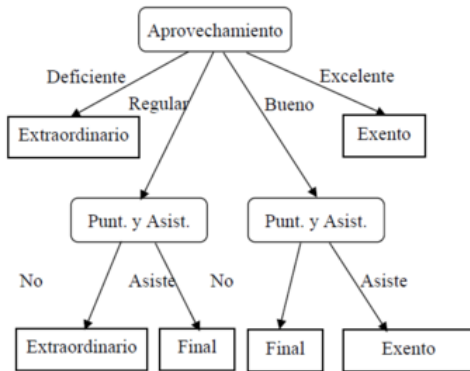 Aprovechamiento
Deficiente
Excelente
Regular
Bueno
Extraordinario
Exento
Punt. y Asist.
Punt. y Asist.
No
Asiste
No
Asiste
Extraordinario
Final
Final
Exento